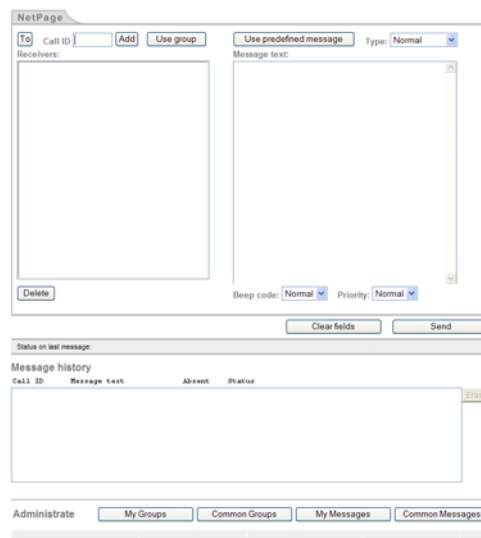 NetPage
To Call ID Add Use group Use predefined message Type: Normal
Receivers: Message text:
Delete Beep code: Normal Priority: Normal
Clear fields Send
Status on last message:
Message history
Call ID Message text Absent Status
Administrate My Groups Common Groups My Messages Common Messages